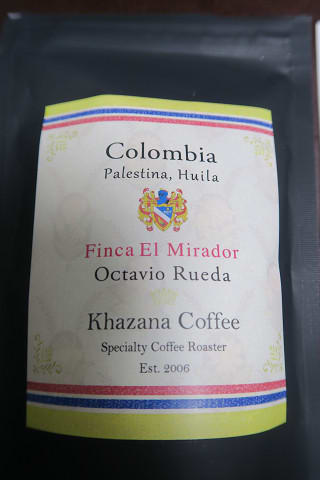 Colombia
Palestina, Huila
Finca El Mirador
Octavio Rueda
Khazana Coffee
Specialty Coffee Roaster
Est. 2006